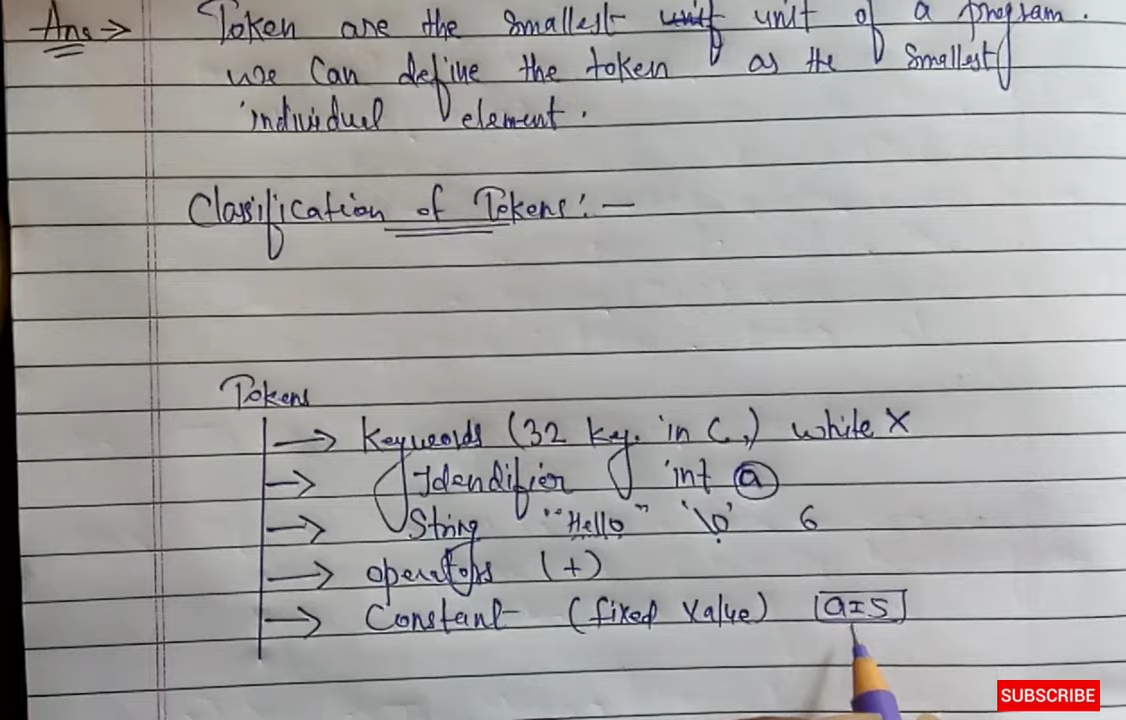 Ans → Token are the smallest unit unit of a program.
we can define the token as the smallest
individual element.
Classification of Tokens:-
Tokens
→ Keywords (32 key. in C,) while X
→ Idendifier int a
→ String "Hello" '\0' 6
→ operators (+)
→ Constant (fixed value) a=5
SUBSCRIBE